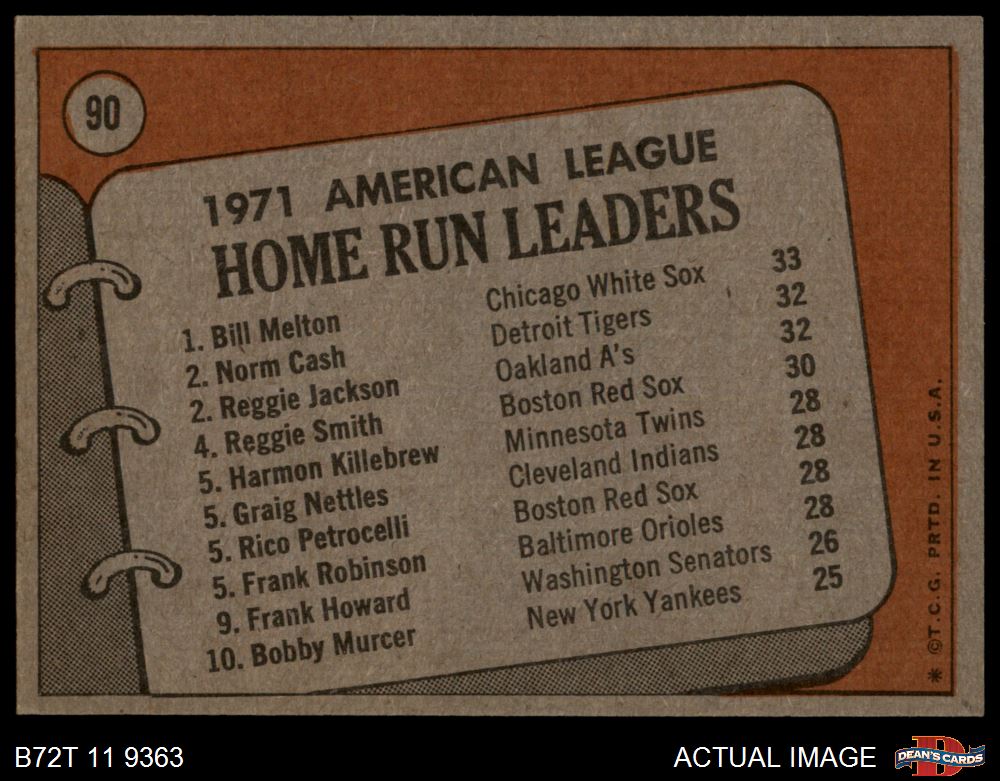 90
1971 AMERICAN LEAGUE
HOME RUN LEADERS
1. Bill Melton Chicago White Sox 33
2. Norm Cash Detroit Tigers 32
2. Reggie Jackson Oakland A's 32
4. Reggie Smith Boston Red Sox 30
5. Harmon Killebrew Minnesota Twins 28
5. Graig Nettles Cleveland Indians 28
5. Rico Petrocelli Boston Red Sox 28
5. Frank Robinson Baltimore Orioles 28
9. Frank Howard Washington Senators 26
10. Bobby Murcer New York Yankees 25
* ©T.C.G. PRTD. IN U.S.A.
B72T 11 9363
ACTUAL IMAGE
D
DEAN'S CARDS